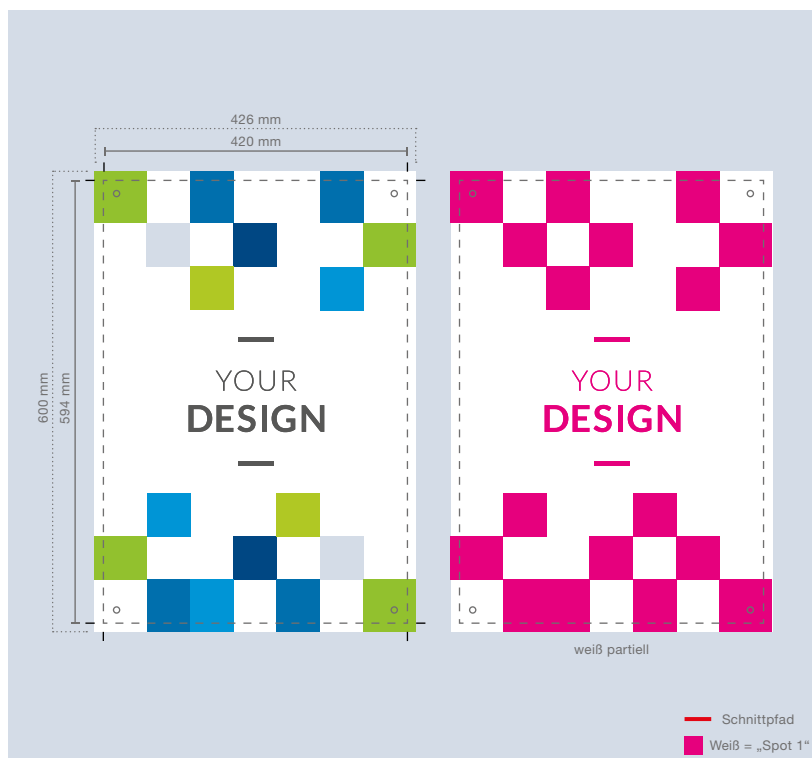 426 mm
420 mm
600 mm
594 mm
YOUR
DESIGN
YOUR
DESIGN
weiß partiell
Schnittpfad
Weiß = „Spot 1“